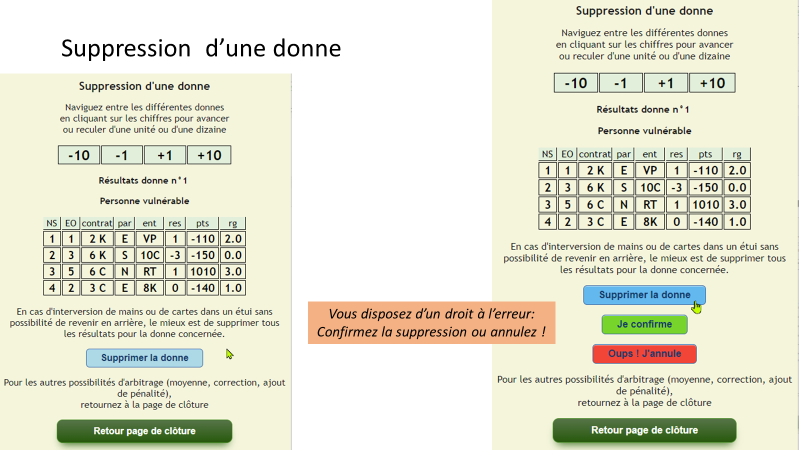 Suppression d'une donne
Suppression d'une donne
Naviguez entre les différentes donnes
en cliquant sur les chiffres pour avancer
ou reculer d'une unité ou d'une dizaine
-10 -1 +1 +10
Résultats donne n°1
Personne vulnérable
NS EO contrat par ent res pts rg
1 1 2 K E VP 1 -110 2.0
2 3 6 K S 10C -3 -150 0.0
3 5 6 C N RT 1 1010 3.0
4 2 3 C E 8K 0 -140 1.0
En cas d'interversion de mains ou de cartes dans un étui sans
possibilité de revenir en arrière, le mieux est de supprimer tous
les résultats pour la donne concernée.
Supprimer la donne
Pour les autres possibilités d'arbitrage (moyenne, correction, ajout
de pénalité),
retournez à la page de clôture
Retour page de clôture
Vous disposez d'un droit à l'erreur:
Confirmez la suppression ou annulez !
Suppression d'une donne
Naviguez entre les différentes donnes
en cliquant sur les chiffres pour avancer
ou reculer d'une unité ou d'une dizaine
-10 -1 +1 +10
Résultats donne n°1
Personne vulnérable
NS EO contrat par ent res pts rg
1 1 2 K E VP 1 -110 2.0
2 3 6 K S 10C -3 -150 0.0
3 5 6 C N RT 1 1010 3.0
4 2 3 C E 8K 0 -140 1.0
En cas d'interversion de mains ou de cartes dans un étui sans
possibilité de revenir en arrière, le mieux est de supprimer tous
les résultats pour la donne concernée.
Supprimer la donne
Je confirme
Oups ! J'annule
Pour les autres possibilités d'arbitrage (moyenne, correction, ajout
de pénalité),
retournez à la page de clôture
Retour page de clôture